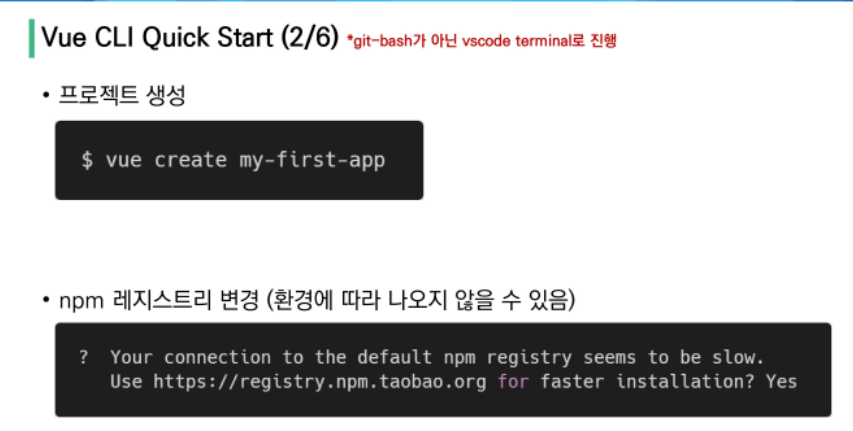 Vue CLI Quick Start (2/6) *git-bash가 아닌 vscode terminal로 진행
• 프로젝트 생성
$ vue create my-first-app
• npm 레지스트리 변경 (환경에 따라 나오지 않을 수 있음)
? Your connection to the default npm registry seems to be slow.
Use https://registry.npm.taobao.org for faster installation? Yes